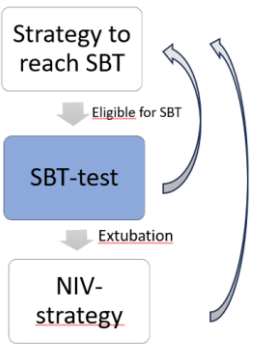 Strategy to
reach SBT
Eligible for SBT
SBT-test
Extubation
NIV-
strategy